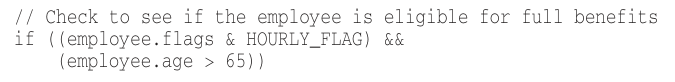 // Check to see if the employee is eligible for full benefits
if ((employee.flags & HOURLY_FLAG) &&
    (employee.age > 65))